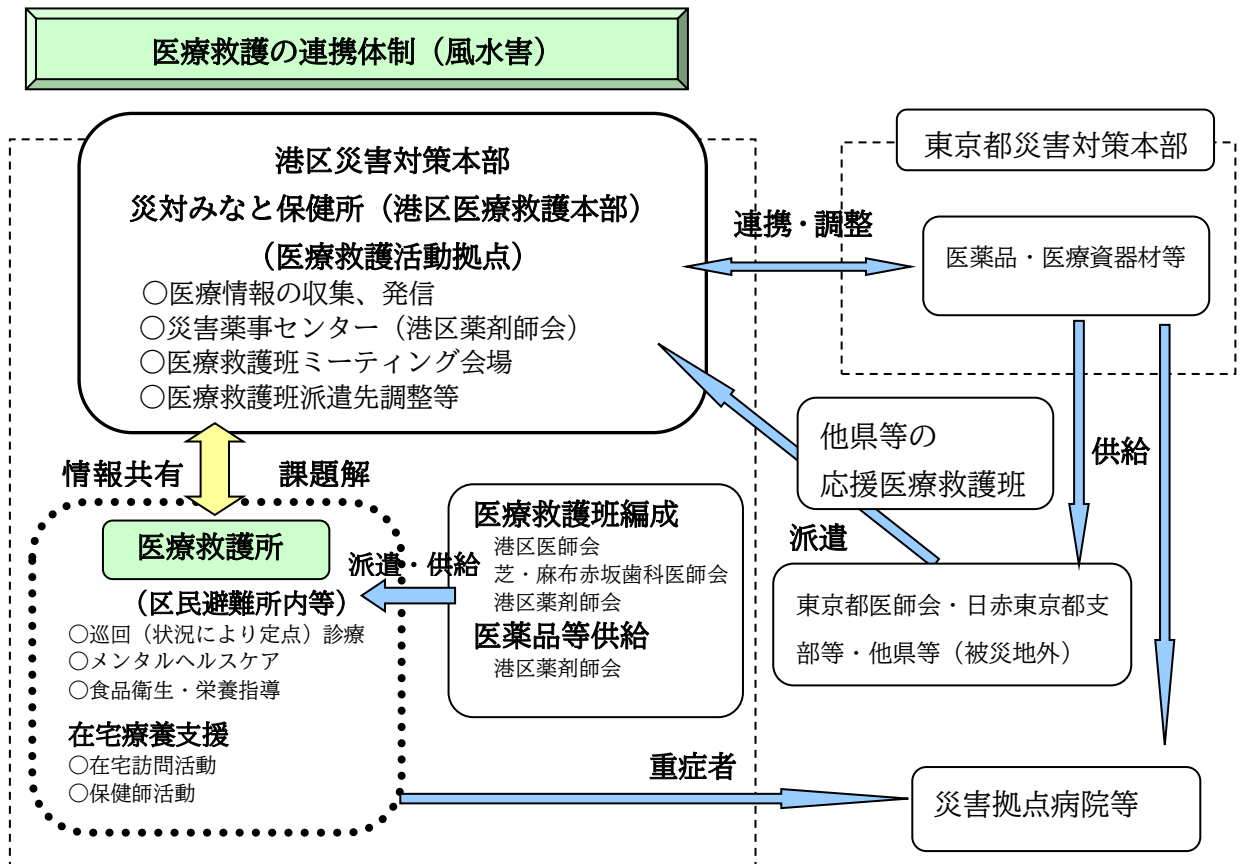 医療救護の連携体制（風水害）
港区災害対策本部
災対みなと保健所（港区医療救護本部）
（医療救護活動拠点）
○医療情報の収集、発信
○災害薬事センター（港区薬剤師会）
○医療救護班ミーティング会場
○医療救護班派遣先調整等
連携・調整
東京都災害対策本部
医薬品・医療資器材等
他県等の
応援医療救護班
供給
派遣
東京都医師会・日赤東京都支
部等・他県等（被災地外）
情報共有
課題解
医療救護所
（区民避難所内等）
○巡回（状況により定点）診療
○メンタルヘルスケア
○食品衛生・栄養指導
在宅療養支援
○在宅訪問活動
○保健師活動
派遣・供給
医療救護班編成
港区医師会
芝・麻布赤坂歯科医師会
港区薬剤師会
医薬品等供給
港区薬剤師会
重症者
災害拠点病院等